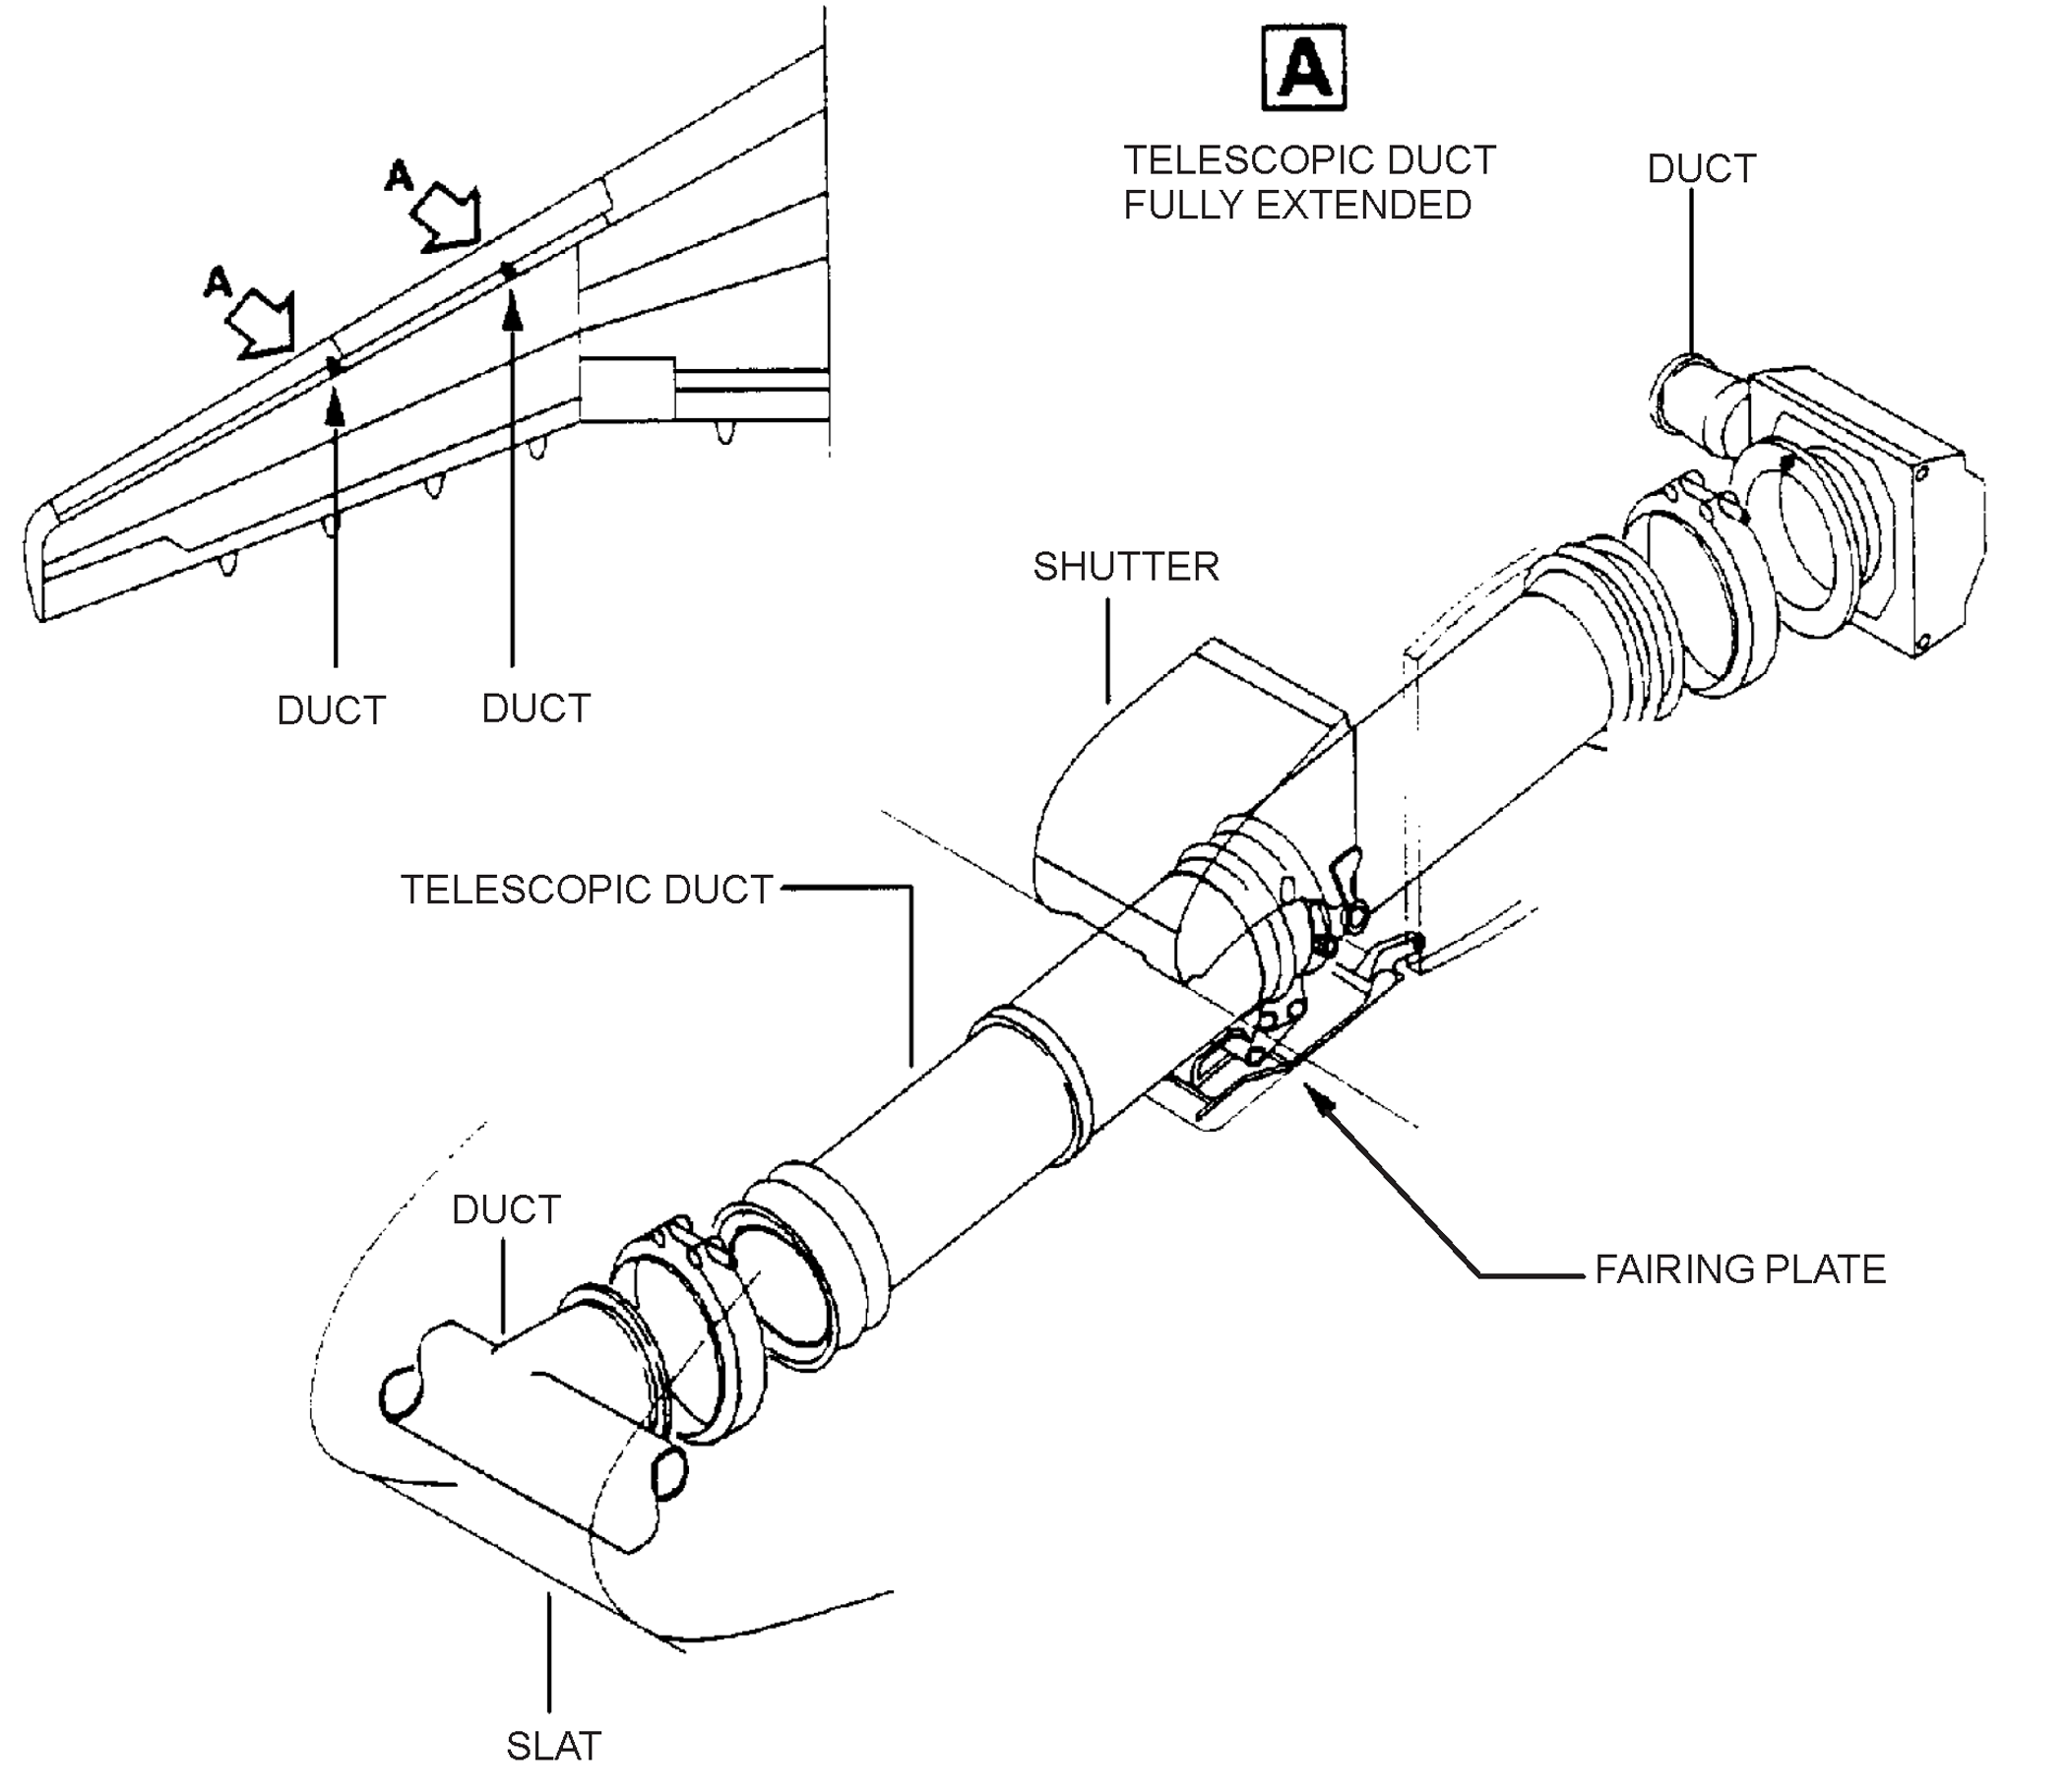 A
TELESCOPIC DUCT
FULLY EXTENDED
DUCT
A
A
DUCT
DUCT
SHUTTER
TELESCOPIC DUCT
DUCT
FAIRING PLATE
SLAT